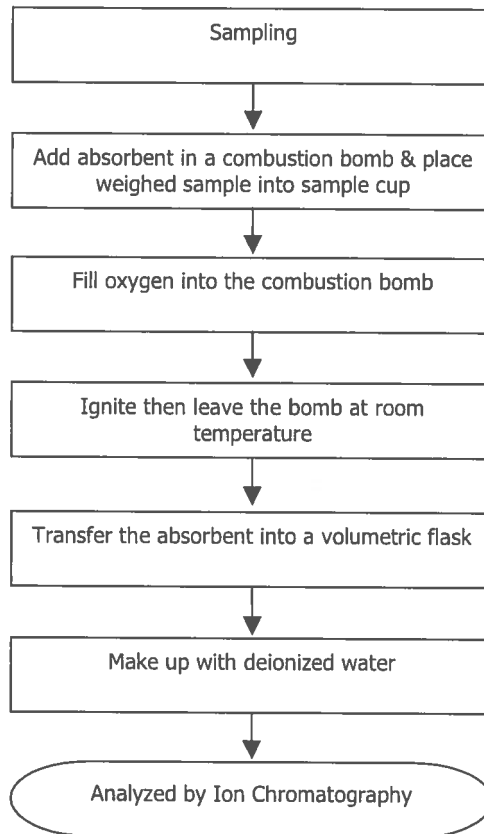 Sampling
Add absorbent in a combustion bomb & place
weighed sample into sample cup
Fill oxygen into the combustion bomb
Ignite then leave the bomb at room
temperature
Transfer the absorbent into a volumetric flask
Make up with deionized water
Analyzed by Ion Chromatography